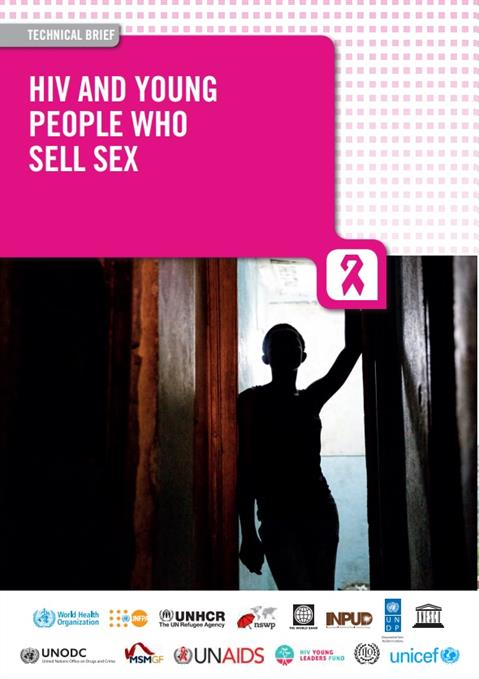 TECHNICAL BRIEF
HIV AND YOUNG
PEOPLE WHO
SELL SEX
World Health
Organization
UNFPA
UNHCR
The UN Refugee Agency
nswp
THE WORLD BANK
INPUD
U N
D P
UNODC
United Nations Office on Drugs and Crime
MSMGF
UNAIDS
HIV YOUNG
LEADERS FUND
unicef